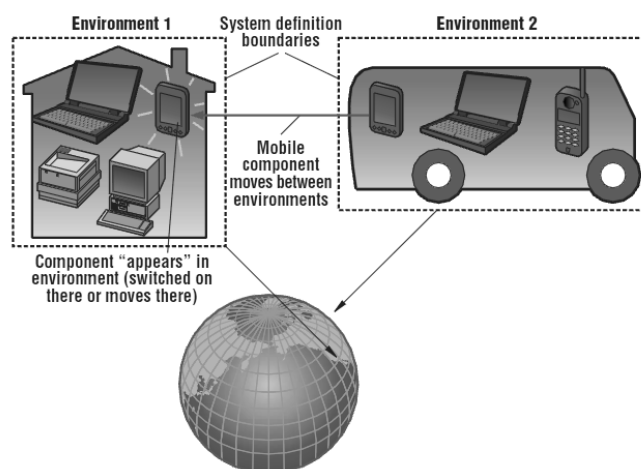 Environment 1
System definition
boundaries
Environment 2
Mobile
component
moves between
environments
Component “appears” in
environment (switched on
there or moves there)